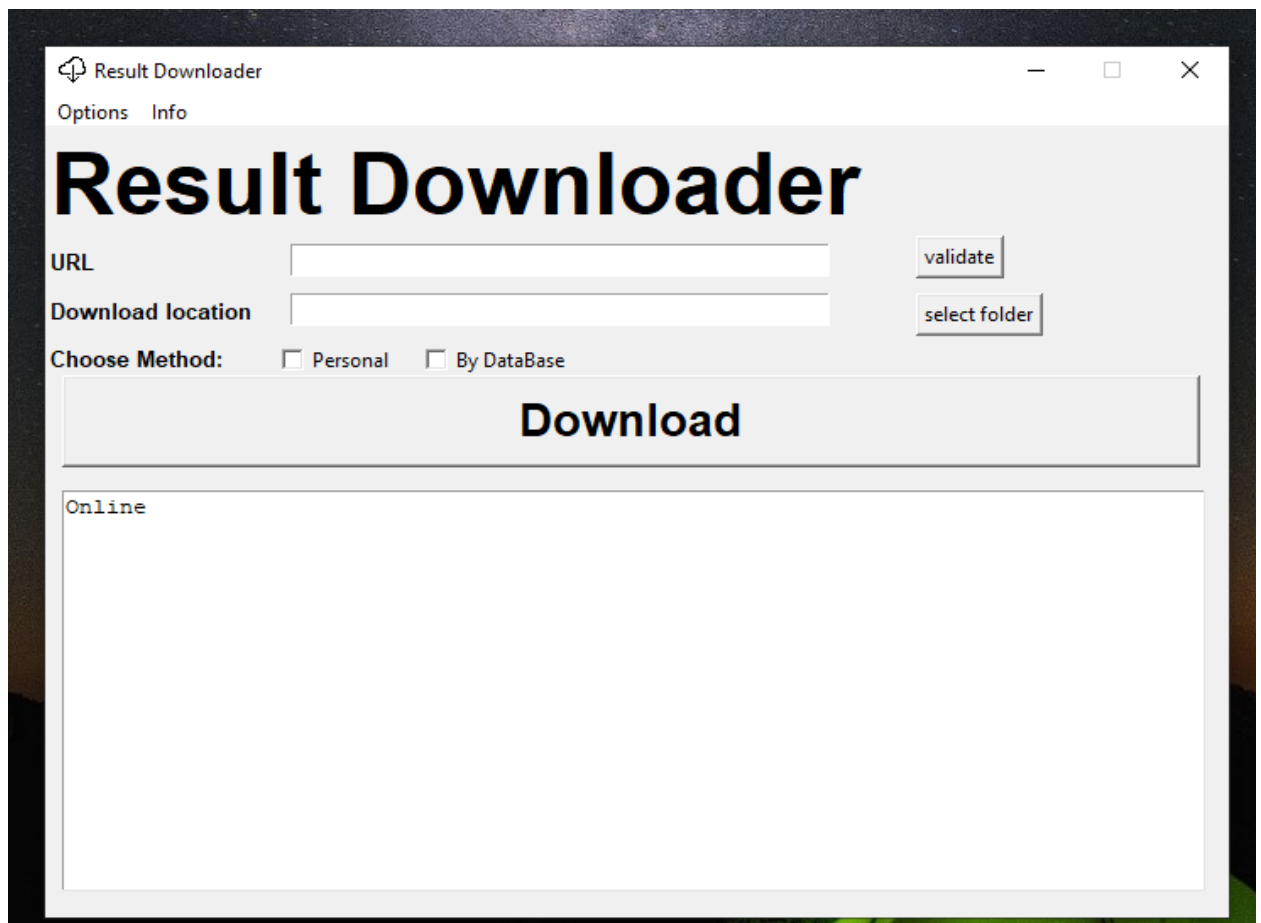 Result Downloader
Options Info
Result Downloader
URL validate
Download location select folder
Choose Method: Personal By DataBase
Download
Online